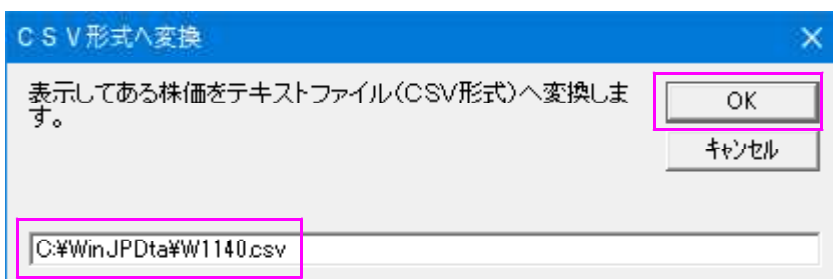 ＣＳＶ形式へ変換
表示してある株価をテキストファイル(CSV形式)へ変換しま
す。
OK
キャンセル
C:¥WinJPDta¥W1140.csv